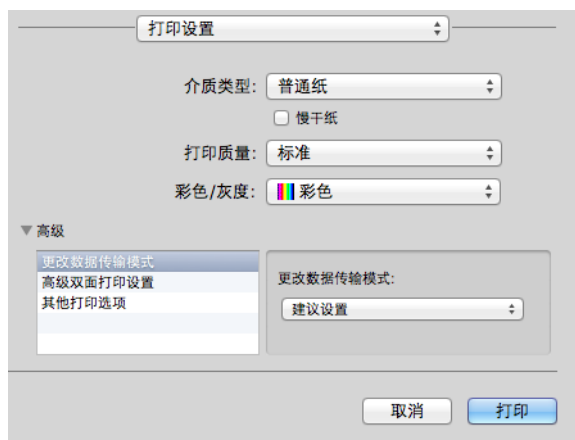 打印设置
介质类型: 普通纸
慢干纸
打印质量: 标准
彩色/灰度: 彩色
高级
更改数据传输模式
高级双面打印设置
其他打印选项
更改数据传输模式:
建议设置
取消 打印